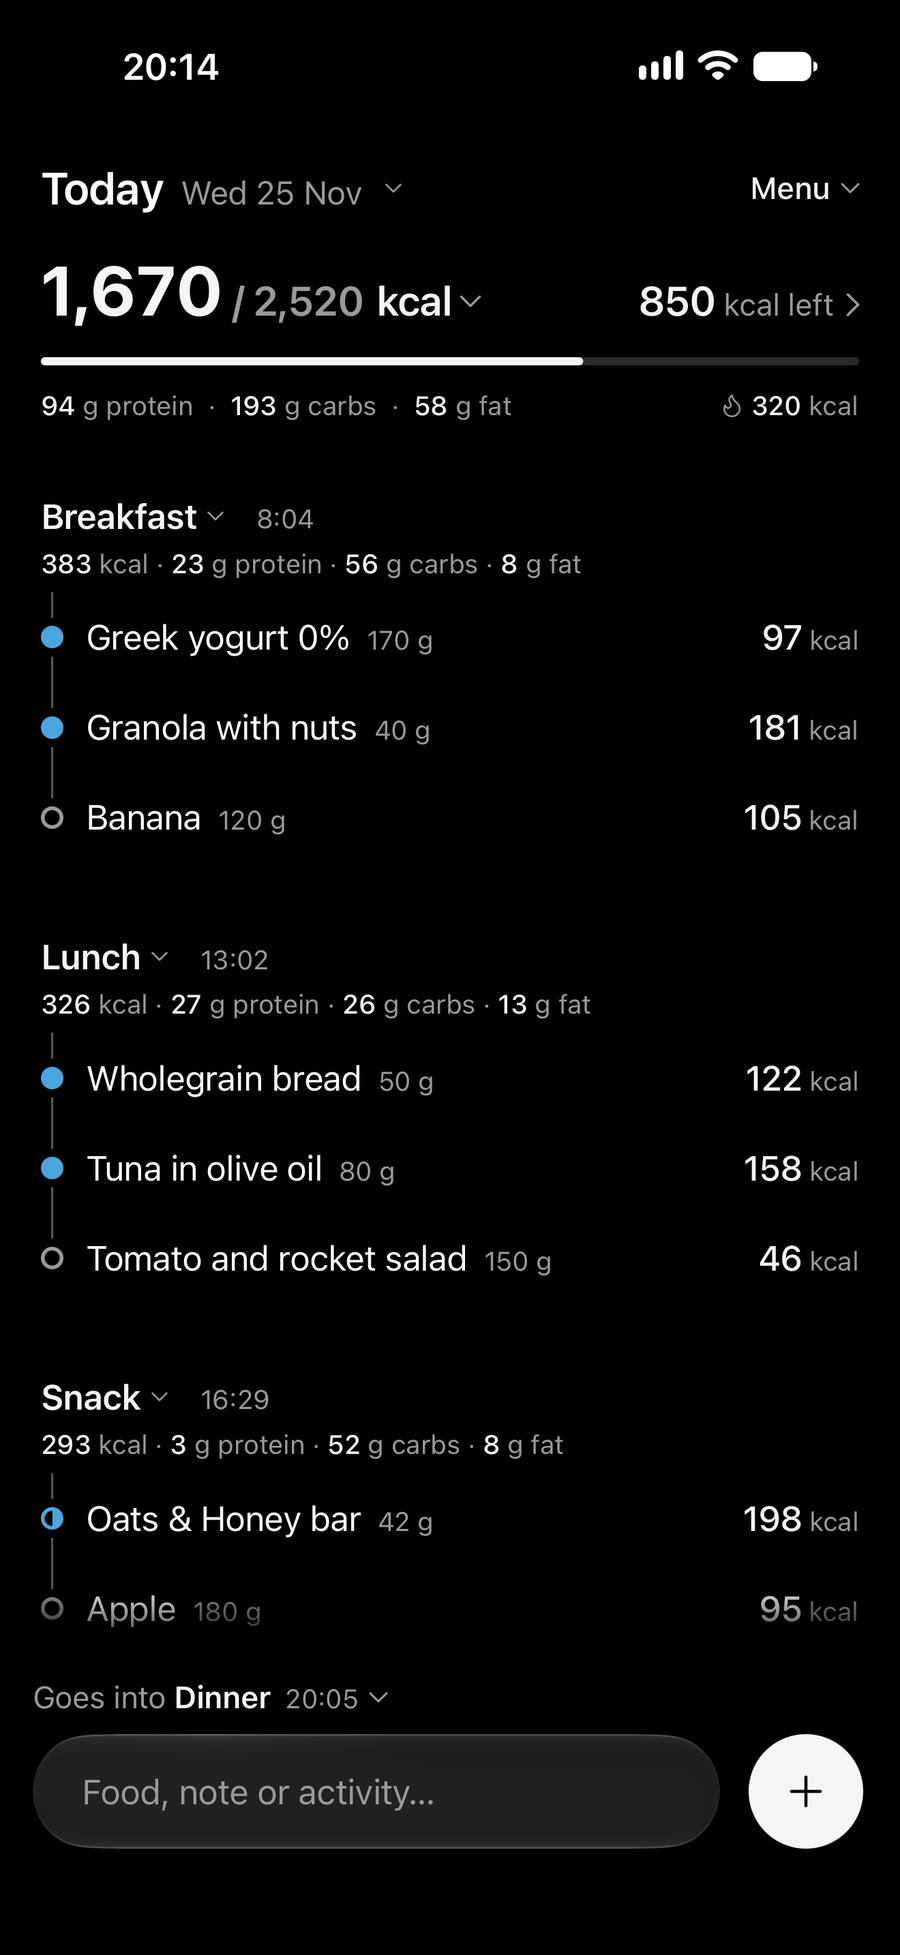 20:14
Today Wed 25 Nov Menu
1,670 / 2,520 kcal 850 kcal left
94 g protein · 193 g carbs · 58 g fat 320 kcal
Breakfast 8:04
383 kcal · 23 g protein · 56 g carbs · 8 g fat
Greek yogurt 0% 170 g 97 kcal
Granola with nuts 40 g 181 kcal
Banana 120 g 105 kcal
Lunch 13:02
326 kcal · 27 g protein · 26 g carbs · 13 g fat
Wholegrain bread 50 g 122 kcal
Tuna in olive oil 80 g 158 kcal
Tomato and rocket salad 150 g 46 kcal
Snack 16:29
293 kcal · 3 g protein · 52 g carbs · 8 g fat
Oats & Honey bar 42 g 198 kcal
Apple 180 g 95 kcal
Goes into Dinner 20:05
Food, note or activity...